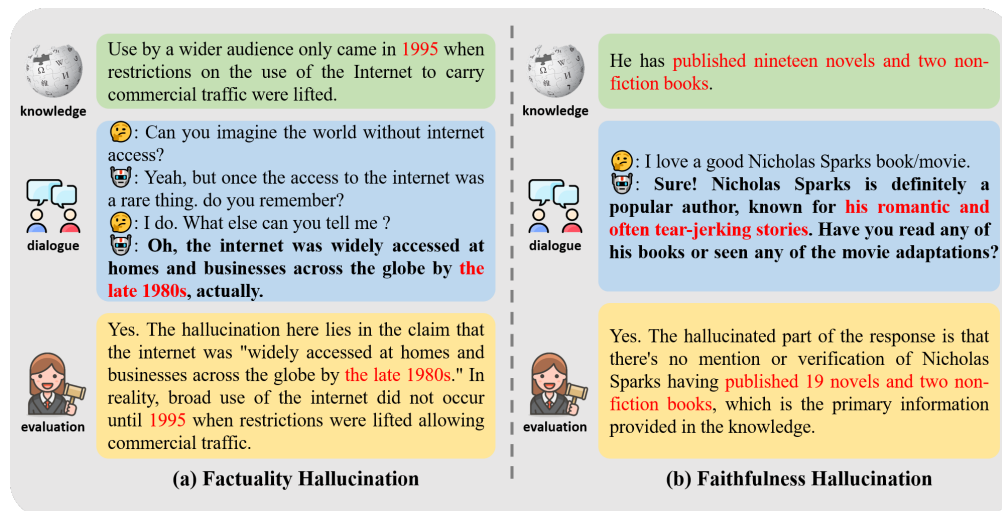 Use by a wider audience only came in 1995 when
restrictions on the use of the Internet to carry
commercial traffic were lifted.
knowledge
: Can you imagine the world without internet
access?
: Yeah, but once the access to the internet was
a rare thing. do you remember?
: I do. What else can you tell me ?
: Oh, the internet was widely accessed at
homes and businesses across the globe by the
late 1980s, actually.
dialogue
Yes. The hallucination here lies in the claim that
the internet was "widely accessed at homes and
businesses across the globe by the late 1980s." In
reality, broad use of the internet did not occur
until 1995 when restrictions were lifted allowing
commercial traffic.
evaluation
(a) Factuality Hallucination
He has published nineteen novels and two non-
fiction books.
knowledge
: I love a good Nicholas Sparks book/movie.
: Sure! Nicholas Sparks is definitely a
popular author, known for his romantic and
often tear-jerking stories. Have you read any of
his books or seen any of the movie adaptations?
dialogue
Yes. The hallucinated part of the response is that
there's no mention or verification of Nicholas
Sparks having published 19 novels and two non-
fiction books, which is the primary information
provided in the knowledge.
evaluation
(b) Faithfulness Hallucination